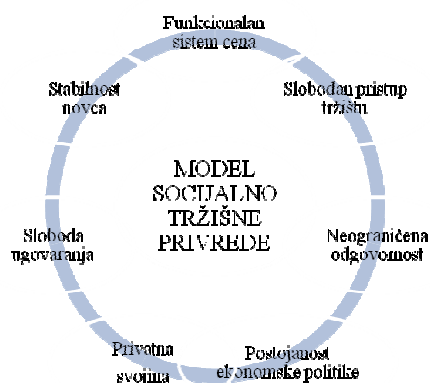 Funkcionalan
sistem cena
Slobodan pristup
tržištu
Neograničena
odgovornost
Postojanost
ekonomske politike
Privatna
svojina
Sloboda
ugovaranja
Stabilnost
novca
MODEL
SOCIJALNO
TRŽIŠNE
PRIVREDE